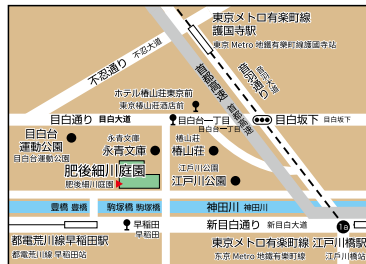 東京メトロ有楽町線
護国寺駅
東京 Metro 地鐵有樂町線護國寺站
不忍通り 不忍大道
首都高速 首都高速
音羽通り 音羽大道
ホテル椿山荘東京前
東京椿山莊酒店前
目白通り 目白大道
目白台一丁目
目白台一丁目
目白坂下 目白坂下
目白台
運動公園
目白台運動公園
永青文庫
永青文庫
椿山莊
椿山荘
肥後細川庭園
肥後細川庭園
江戸川公園
江戸川公園
豊橋 豊橋
駒塚橋 駒塚橋
神田川 神田川
早稲田
早稲田
新目白通り 新目白大道
1a
都電荒川線早稲田駅
都電荒川線 早稲田站
東京メトロ有楽町線 江戸川橋駅
东京 Metro 地鐵有樂町線 江戸川橋站